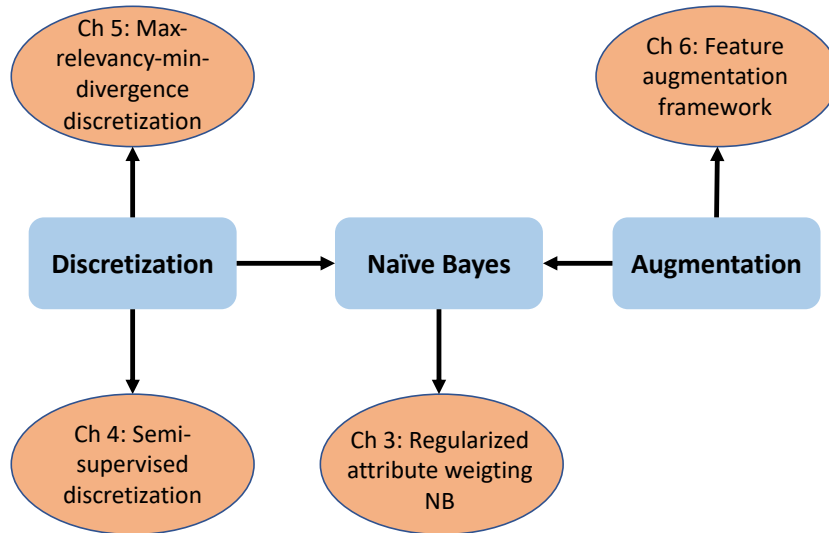 Ch 5: Max-
relevancy-min-
divergence
discretization
Ch 6: Feature
augmentation
framework
Discretization
Naïve Bayes
Augmentation
Ch 4: Semi-
supervised
discretization
Ch 3: Regularized
attribute weigting
NB